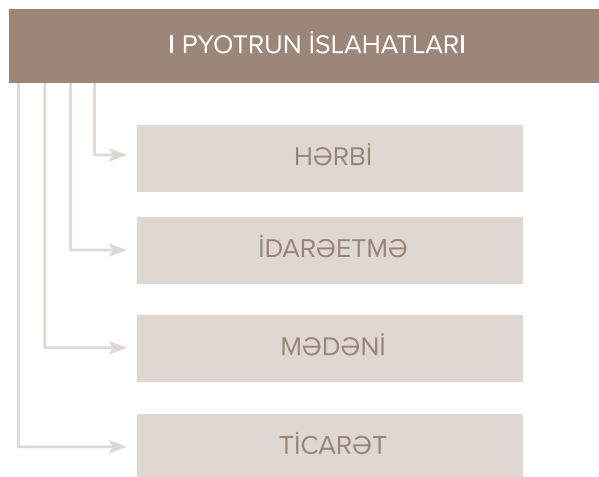 I PYOTRUN İSLAHATLARI
HƏRBİ
İDARƏETMƏ
MƏDƏNİ
TİCARƏT